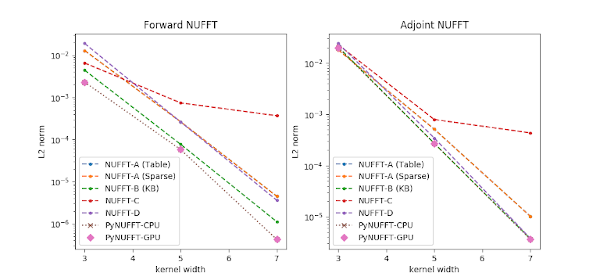 Forward NUFFT
Adjoint NUFFT
10⁻²
10⁻³
10⁻⁴
10⁻⁵
10⁻⁶
L2 norm
NUFFT-A (Table)
NUFFT-A (Sparse)
NUFFT-B (KB)
NUFFT-C
NUFFT-D
PyNUFFT-CPU
PyNUFFT-GPU
3 4 5 6 7
kernel width
10⁻²
10⁻³
10⁻⁴
10⁻⁵
L2 norm
NUFFT-A (Table)
NUFFT-A (Sparse)
NUFFT-B (KB)
NUFFT-C
NUFFT-D
PyNUFFT-CPU
PyNUFFT-GPU
3 4 5 6 7
kernel width